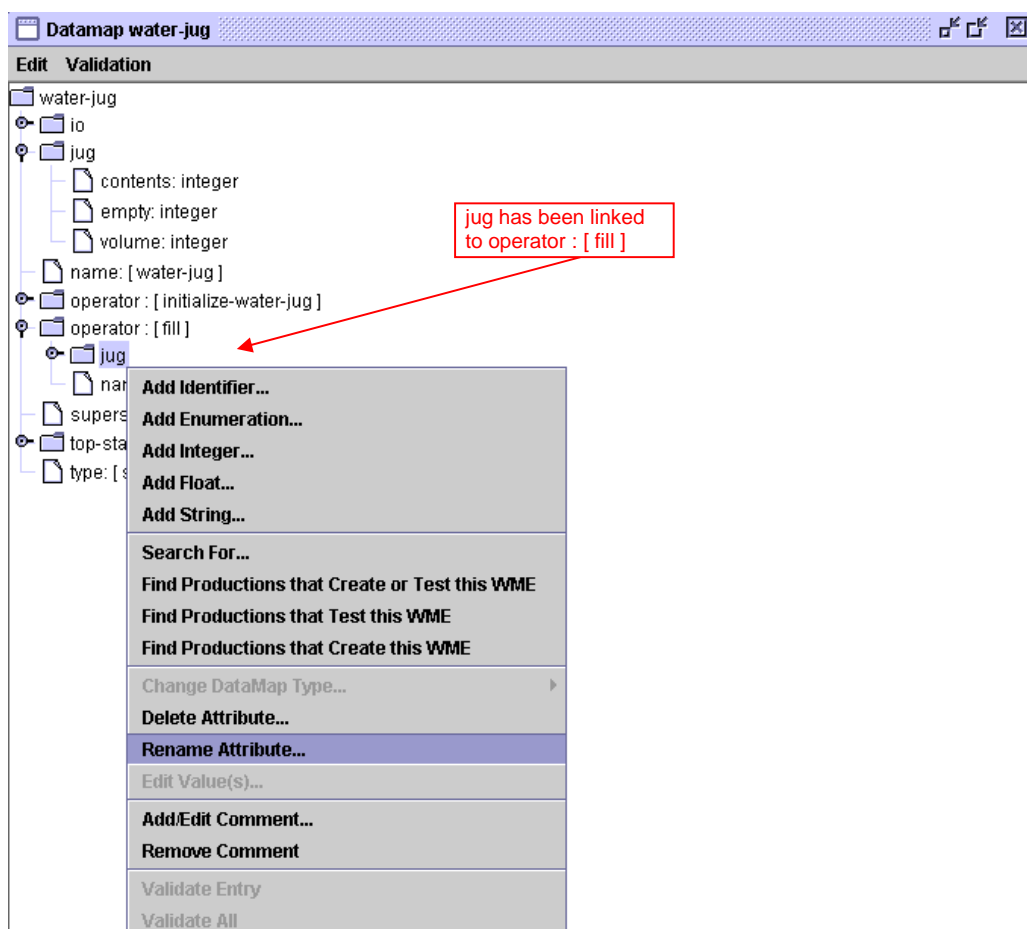 Datamap water-jug
Edit Validation
water-jug
io
jug
contents: integer
empty: integer
volume: integer
jug has been linked
to operator : [ fill ]
name: [ water-jug ]
operator : [ initialize-water-jug ]
operator : [ fill ]
jug
nar
supers
top-sta
type: [ s
Add Identifier...
Add Enumeration...
Add Integer...
Add Float...
Add String...
Search For...
Find Productions that Create or Test this WME
Find Productions that Test this WME
Find Productions that Create this WME
Change DataMap Type...
Delete Attribute...
Rename Attribute...
Edit Value(s)...
Add/Edit Comment...
Remove Comment
Validate Entry
Validate All